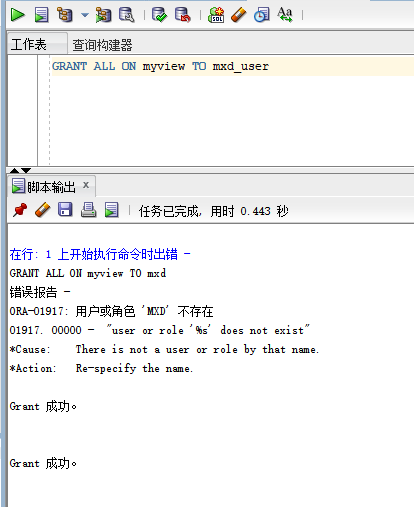 SQL
Aa
工作表
查询构建器
GRANT ALL ON myview TO mxd_user
脚本输出 x
任务已完成, 用时 0.443 秒
在行: 1 上开始执行命令时出错 -
GRANT ALL ON myview TO mxd
错误报告 -
ORA-01917: 用户或角色 'MXD' 不存在
01917. 00000 - "user or role '%s' does not exist"
*Cause: There is not a user or role by that name.
*Action: Re-specify the name.
Grant 成功。
Grant 成功。